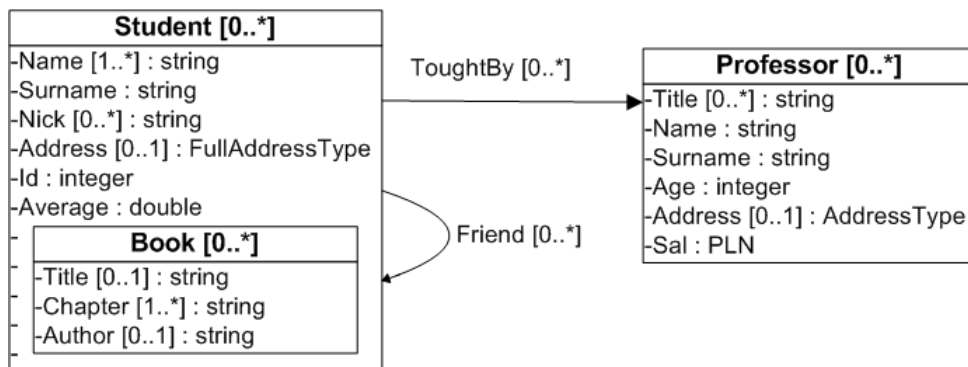 Student [0..*]
-Name [1..*] : string
-Surname : string
-Nick [0..*] : string
-Address [0..1] : FullAddressType
-Id : integer
-Average : double
-
Book [0..*]
-
-Title [0..1] : string
-
-Chapter [1..*] : string
-
-Author [0..1] : string
-
ToughtBy [0..*]
Friend [0..*]
Professor [0..*]
-Title [0..*] : string
-Name : string
-Surname : string
-Age : integer
-Address [0..1] : AddressType
-Sal : PLN